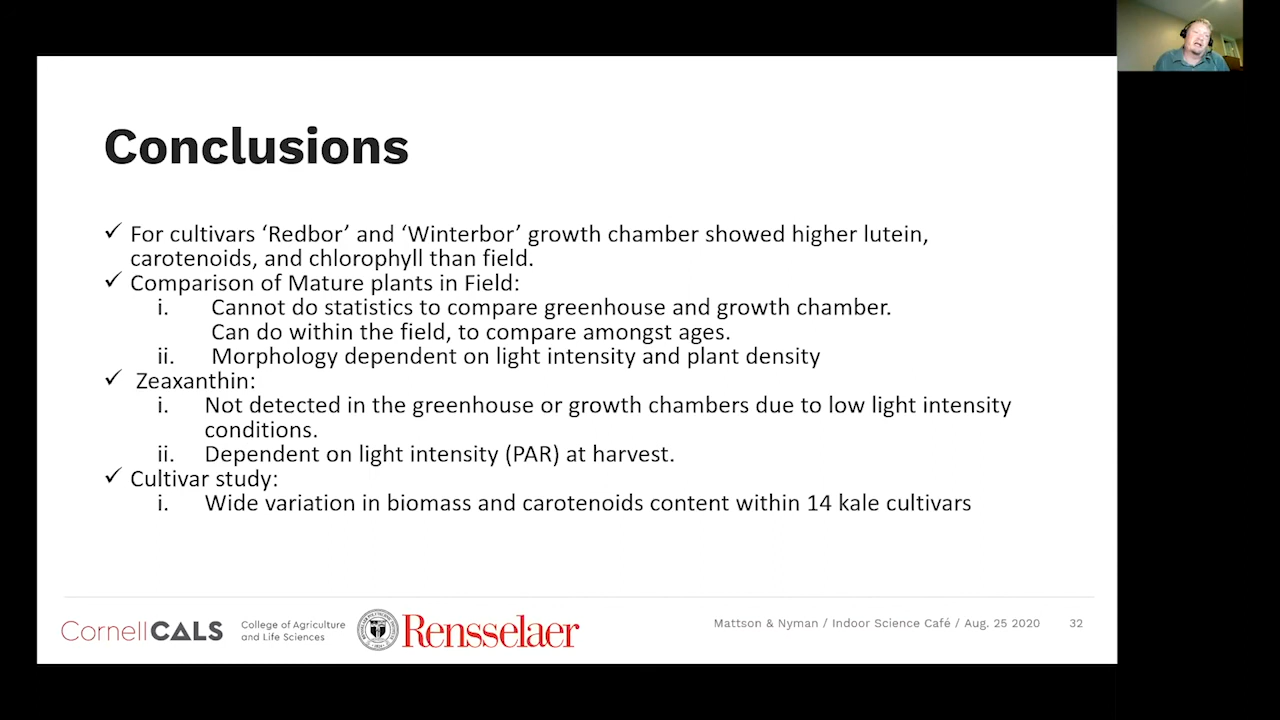 Conclusions
✓ For cultivars ‘Redbor’ and ‘Winterbor’ growth chamber showed higher lutein,
carotenoids, and chlorophyll than field.
✓ Comparison of Mature plants in Field:
i. Cannot do statistics to compare greenhouse and growth chamber.
Can do within the field, to compare amongst ages.
ii. Morphology dependent on light intensity and plant density
✓ Zeaxanthin:
i. Not detected in the greenhouse or growth chambers due to low light intensity
conditions.
ii. Dependent on light intensity (PAR) at harvest.
✓ Cultivar study:
i. Wide variation in biomass and carotenoids content within 14 kale cultivars
CornellCALS
College of Agriculture
and Life Sciences
Rensselaer
Mattson & Nyman / Indoor Science Café / Aug. 25 2020 32